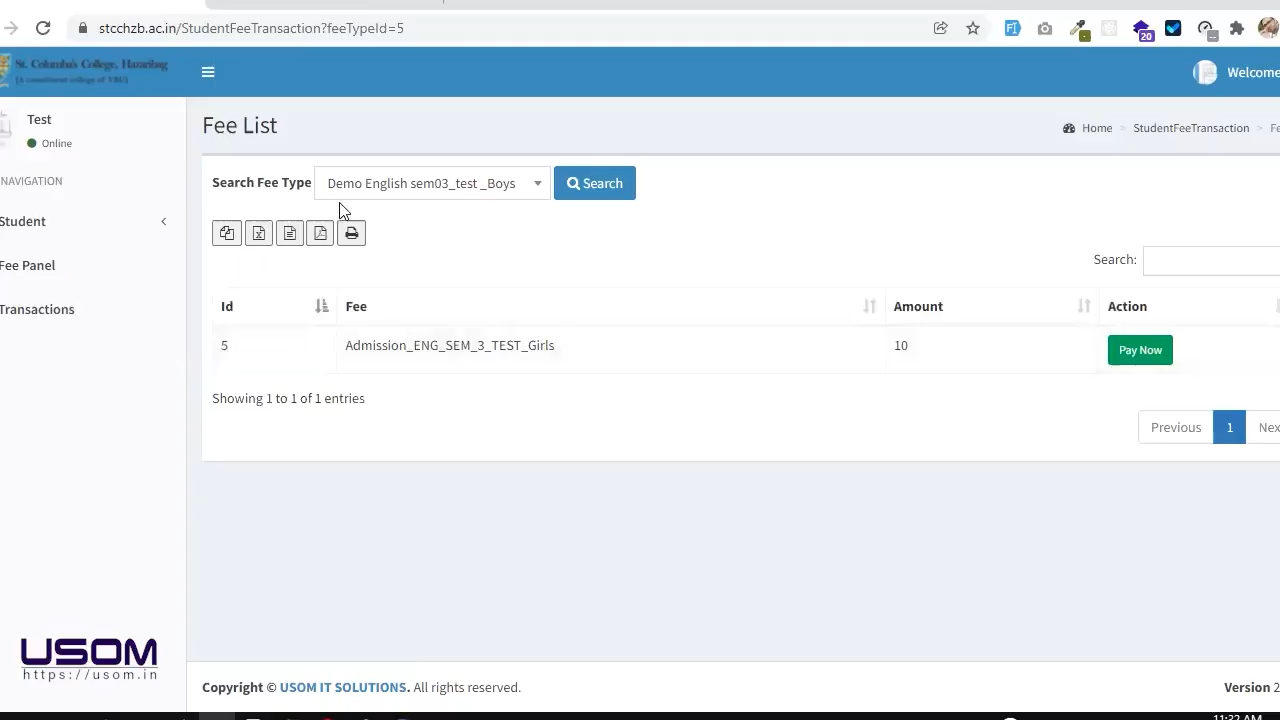 stcchzb.ac.in/StudentFeeTransaction?feeTypeId=5
20
St. Columba's College, Hazaribag
(A constituent college of VBU)
Welcome
Test
Online
NAVIGATION
Student
Fee Panel
Transactions
Fee List
Home > StudentFeeTransaction > Fe
Search Fee Type
Demo English sem03_test _Boys
Search
Search:
Id Fee Amount Action
5 Admission_ENG_SEM_3_TEST_Girls 10 Pay Now
Showing 1 to 1 of 1 entries
Previous 1 Nex
USOM
https://usom.in
Copyright © USOM IT SOLUTIONS. All rights reserved.
Version 2
11:32 AM